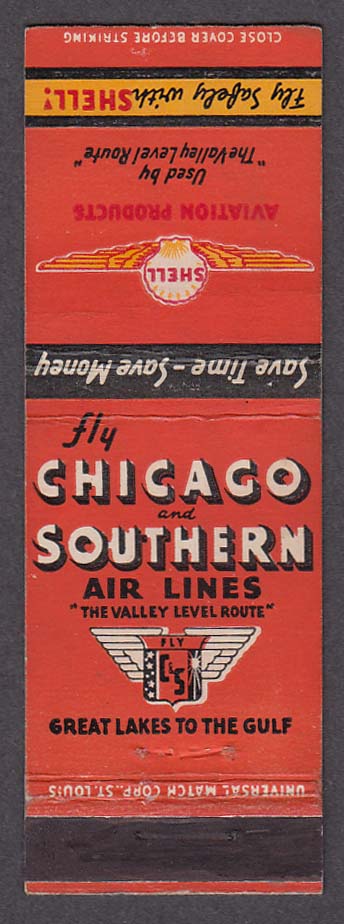 CLOSE COVER BEFORE STRIKING
Fly Safely with SHELL!
Used by
"The Valley Level Route"
AVIATION PRODUCTS
SHELL
Save Time – Save Money
fly
CHICAGO
and
SOUTHERN
AIR LINES
"THE VALLEY LEVEL ROUTE"
FLY
C&S
GREAT LAKES TO THE GULF
UNIVERSAL MATCH CORP. ST. LOUIS